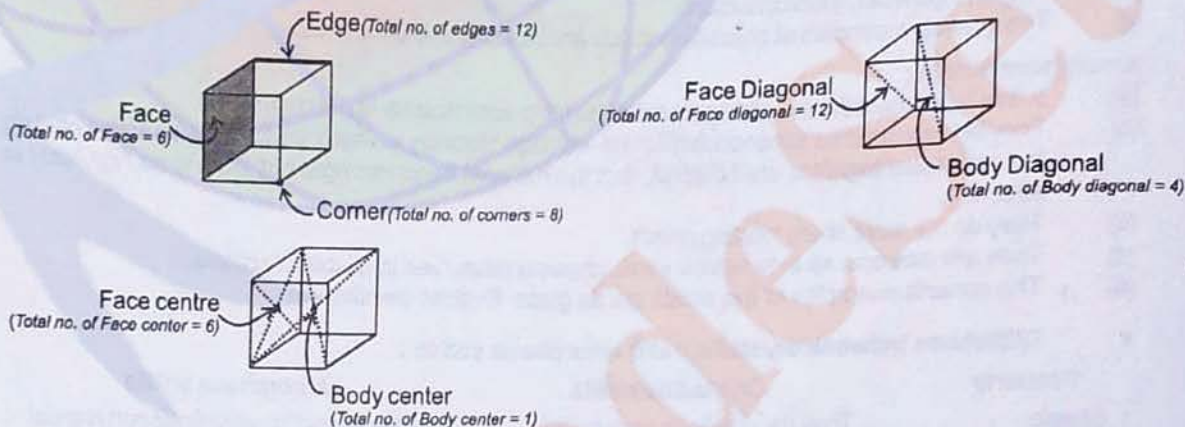 Edge(Total no. of edges = 12)
Face
(Total no. of Face = 6)
Corner(Total no. of corners = 8)
Face Diagonal
(Total no. of Face diagonal = 12)
Body Diagonal
(Total no. of Body diagonal = 4)
Face centre
(Total no. of Face center = 6)
Body center
(Total no. of Body center = 1)